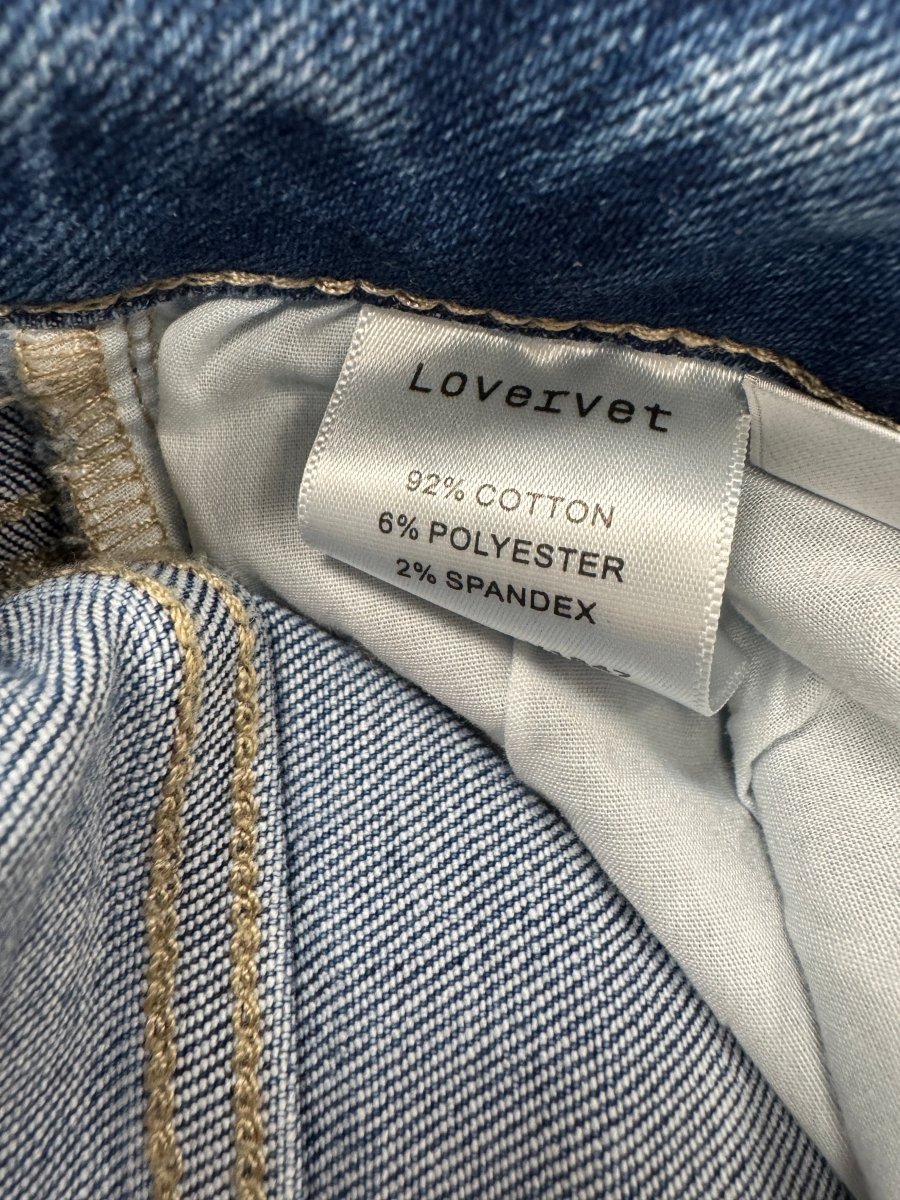 Lovervet
92% COTTON
6% POLYESTER
2% SPANDEX